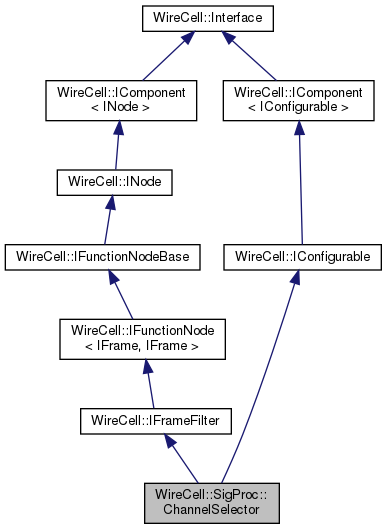 WireCell::Interface
WireCell::IComponent
< INode >
WireCell::IComponent
< IConfigurable >
WireCell::INode
WireCell::IFunctionNodeBase
WireCell::IConfigurable
WireCell::IFunctionNode
< IFrame, IFrame >
WireCell::IFrameFilter
WireCell::SigProc::
ChannelSelector